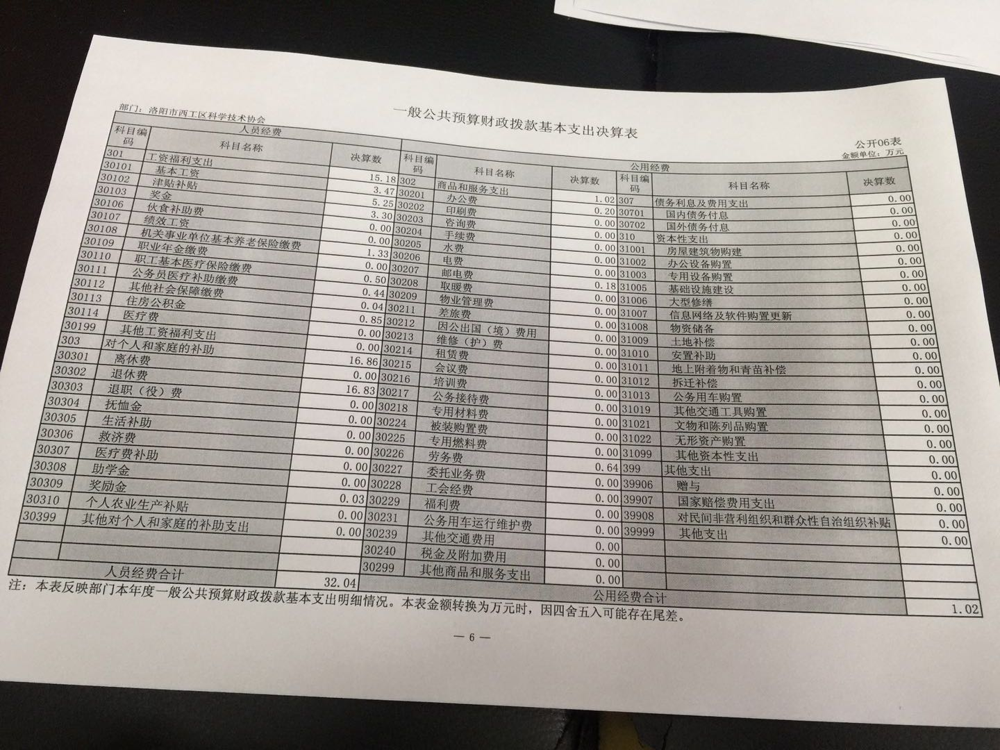 一般公共预算财政拨款基本支出决算表
公开06表
部门：洛阳市西工区科学技术协会 金额单位：万元
人员经费 公用经费
科目编码 科目名称 决算数 科目编码 科目名称 决算数 科目编码 科目名称 决算数
301 工资福利支出 15.18 302 商品和服务支出 1.02 307 债务利息及费用支出 0.00
30101 基本工资 3.47 30201 办公费 0.20 30701 国内债务付息 0.00
30102 津贴补贴 5.25 30202 印刷费 0.00 30702 国外债务付息 0.00
30103 奖金 3.30 30203 咨询费 0.00 310 资本性支出 0.00
30106 伙食补助费 0.00 30204 手续费 0.00 31001 房屋建筑物购建 0.00
30107 绩效工资 0.00 30205 水费 0.00 31002 办公设备购置 0.00
30108 机关事业单位基本养老保险缴费 1.33 30206 电费 0.00 31003 专用设备购置 0.00
30109 职业年金缴费 0.00 30207 邮电费 0.18 31005 基础设施建设 0.00
30110 职工基本医疗保险缴费 0.50 30208 取暖费 0.00 31006 大型修缮 0.00
30111 公务员医疗补助缴费 0.44 30209 物业管理费 0.00 31007 信息网络及软件购置更新 0.00
30112 其他社会保障缴费 0.04 30211 差旅费 0.00 31008 物资储备 0.00
30113 住房公积金 0.85 30212 因公出国（境）费用 0.00 31009 土地补偿 0.00
30114 医疗费 0.00 30213 维修（护）费 0.00 31010 安置补助 0.00
30199 其他工资福利支出 0.00 30214 租赁费 0.00 31011 地上附着物和青苗补偿 0.00
303 对个人和家庭的补助 16.86 30215 会议费 0.00 31012 拆迁补偿 0.00
30301 离休费 0.00 30216 培训费 0.00 31013 公务用车购置 0.00
30302 退休费 16.83 30217 公务接待费 0.00 31019 其他交通工具购置 0.00
30303 退职（役）费 0.00 30218 专用材料费 0.00 31021 文物和陈列品购置 0.00
30304 抚恤金 0.00 30224 被装购置费 0.00 31022 无形资产购置 0.00
30305 生活补助 0.00 30225 专用燃料费 0.00 31099 其他资本性支出 0.00
30306 救济费 0.00 30226 劳务费 0.64 399 其他支出 0.00
30307 医疗费补助 0.00 30227 委托业务费 0.00 39906 赠与 0.00
30308 助学金 0.00 30228 工会经费 0.00 39907 国家赔偿费用支出 0.00
30309 奖励金 0.03 30229 福利费 0.00 39908 对民间非营利组织和群众性自治组织补贴 0.00
30310 个人农业生产补贴 0.00 30231 公务用车运行维护费 0.00 39999 其他支出 0.00
30399 其他对个人和家庭的补助支出 0.00 30239 其他交通费用 0.00
30240 税金及附加费用 0.00
30299 其他商品和服务支出 0.00
人员经费合计 32.04 公用经费合计 1.02
注：本表反映部门本年度一般公共预算财政拨款基本支出明细情况。本表金额转换为万元时，因四舍五入可能存在尾差。
— 6 —